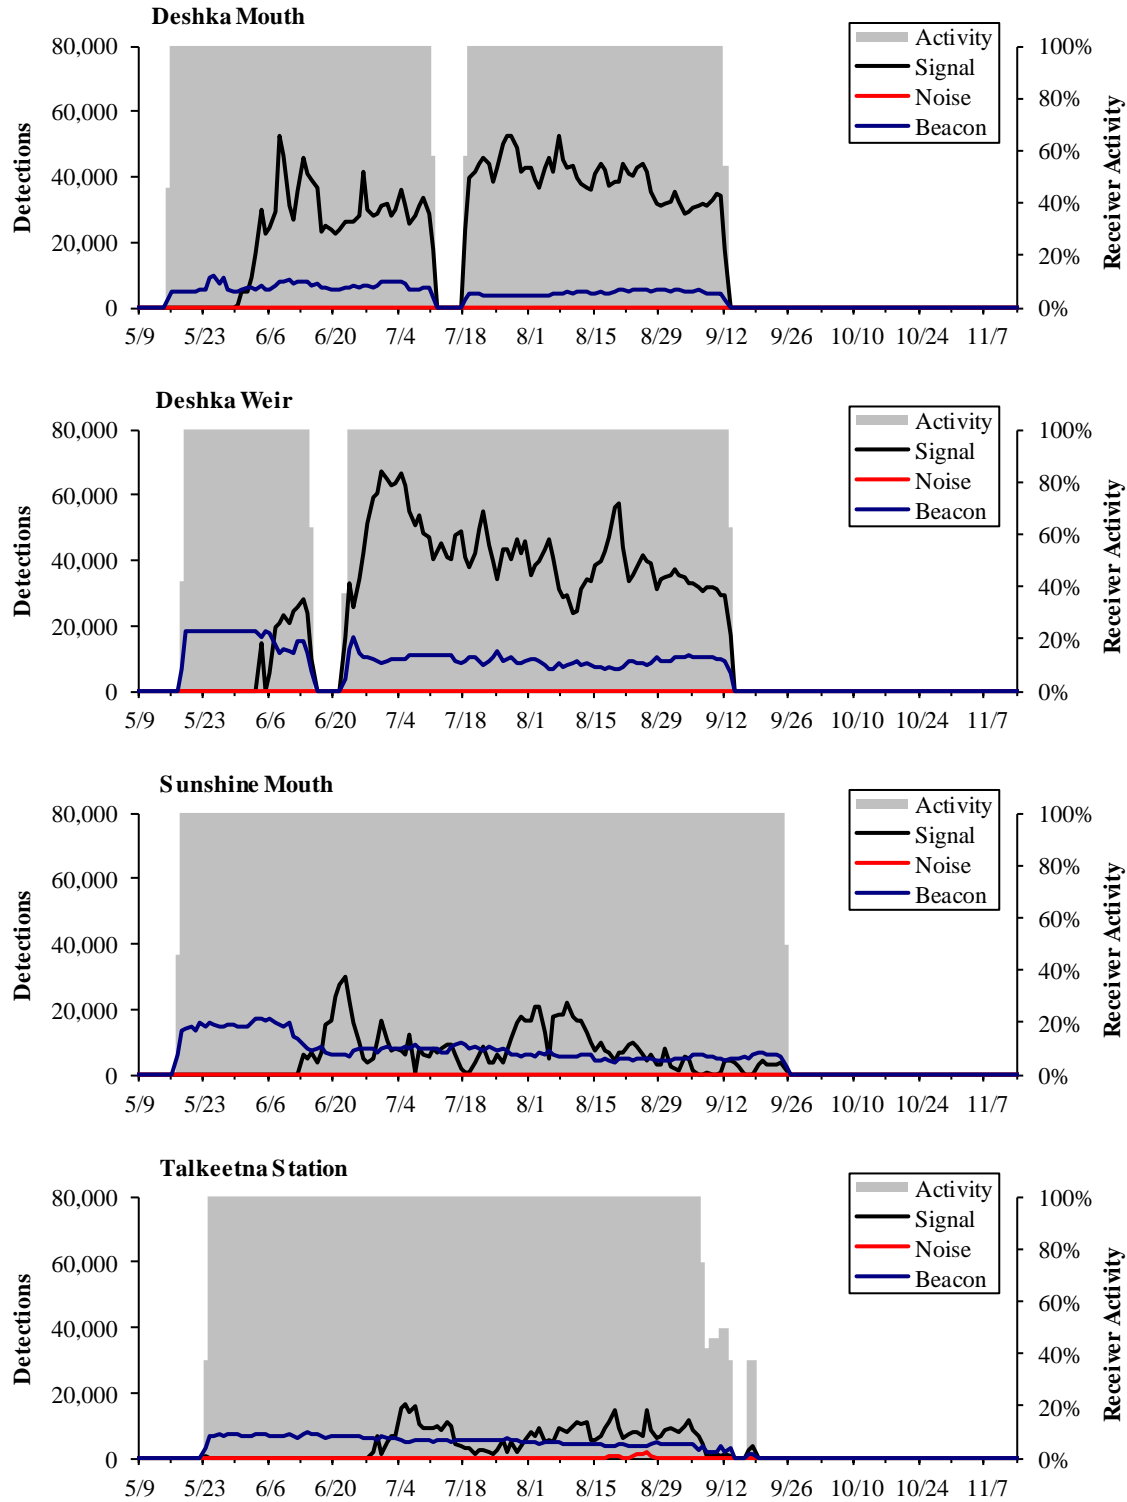 Deshka Mouth
80,000
60,000
40,000
20,000
0
Detections
100%
80%
60%
40%
20%
0%
Receiver Activity
Activity
Signal
Noise
Beacon
5/9 5/23 6/6 6/20 7/4 7/18 8/1 8/15 8/29 9/12 9/26 10/10 10/24 11/7
Deshka Weir
80,000
60,000
40,000
20,000
0
Detections
100%
80%
60%
40%
20%
0%
Receiver Activity
Activity
Signal
Noise
Beacon
5/9 5/23 6/6 6/20 7/4 7/18 8/1 8/15 8/29 9/12 9/26 10/10 10/24 11/7
Sunshine Mouth
80,000
60,000
40,000
20,000
0
Detections
100%
80%
60%
40%
20%
0%
Receiver Activity
Activity
Signal
Noise
Beacon
5/9 5/23 6/6 6/20 7/4 7/18 8/1 8/15 8/29 9/12 9/26 10/10 10/24 11/7
Talkeetna Station
80,000
60,000
40,000
20,000
0
Detections
100%
80%
60%
40%
20%
0%
Receiver Activity
Activity
Signal
Noise
Beacon
5/9 5/23 6/6 6/20 7/4 7/18 8/1 8/15 8/29 9/12 9/26 10/10 10/24 11/7